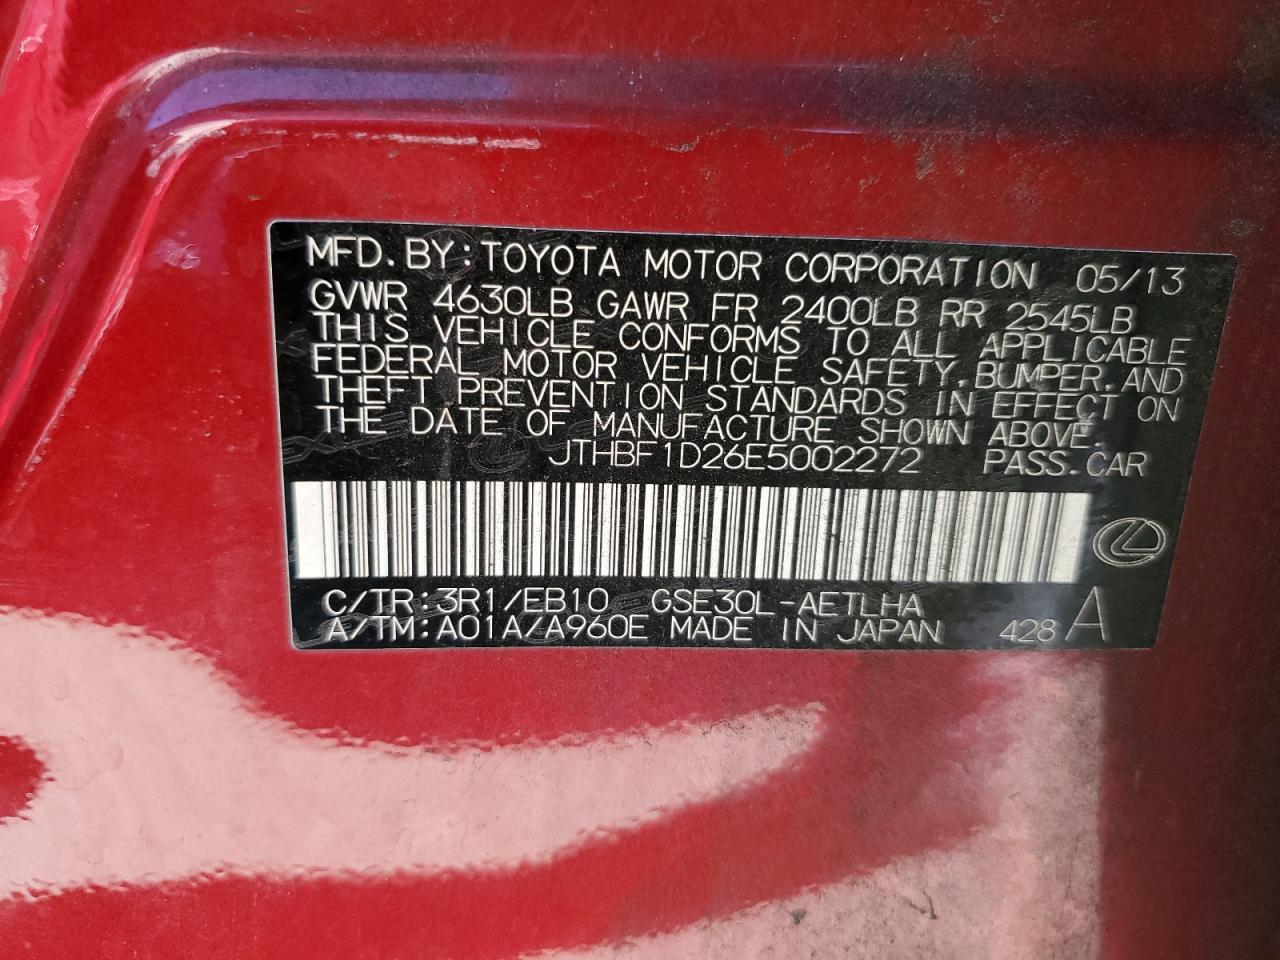 MFD. BY: TOYOTA MOTOR CORPORATION 05/13
GVWR 4630LB GAWR FR 2400LB RR 2545LB
THIS VEHICLE CONFORMS TO ALL APPLICABLE
FEDERAL MOTOR VEHICLE SAFETY, BUMPER, AND
THEFT PREVENTION STANDARDS IN EFFECT ON
THE DATE OF MANUFACTURE SHOWN ABOVE.
JTHBF1D26E5002272 PASS. CAR
C/TR: 3R1/EB10 GSE30L-AETLHA
A/TM: A01A/A960E MADE IN JAPAN 428 A